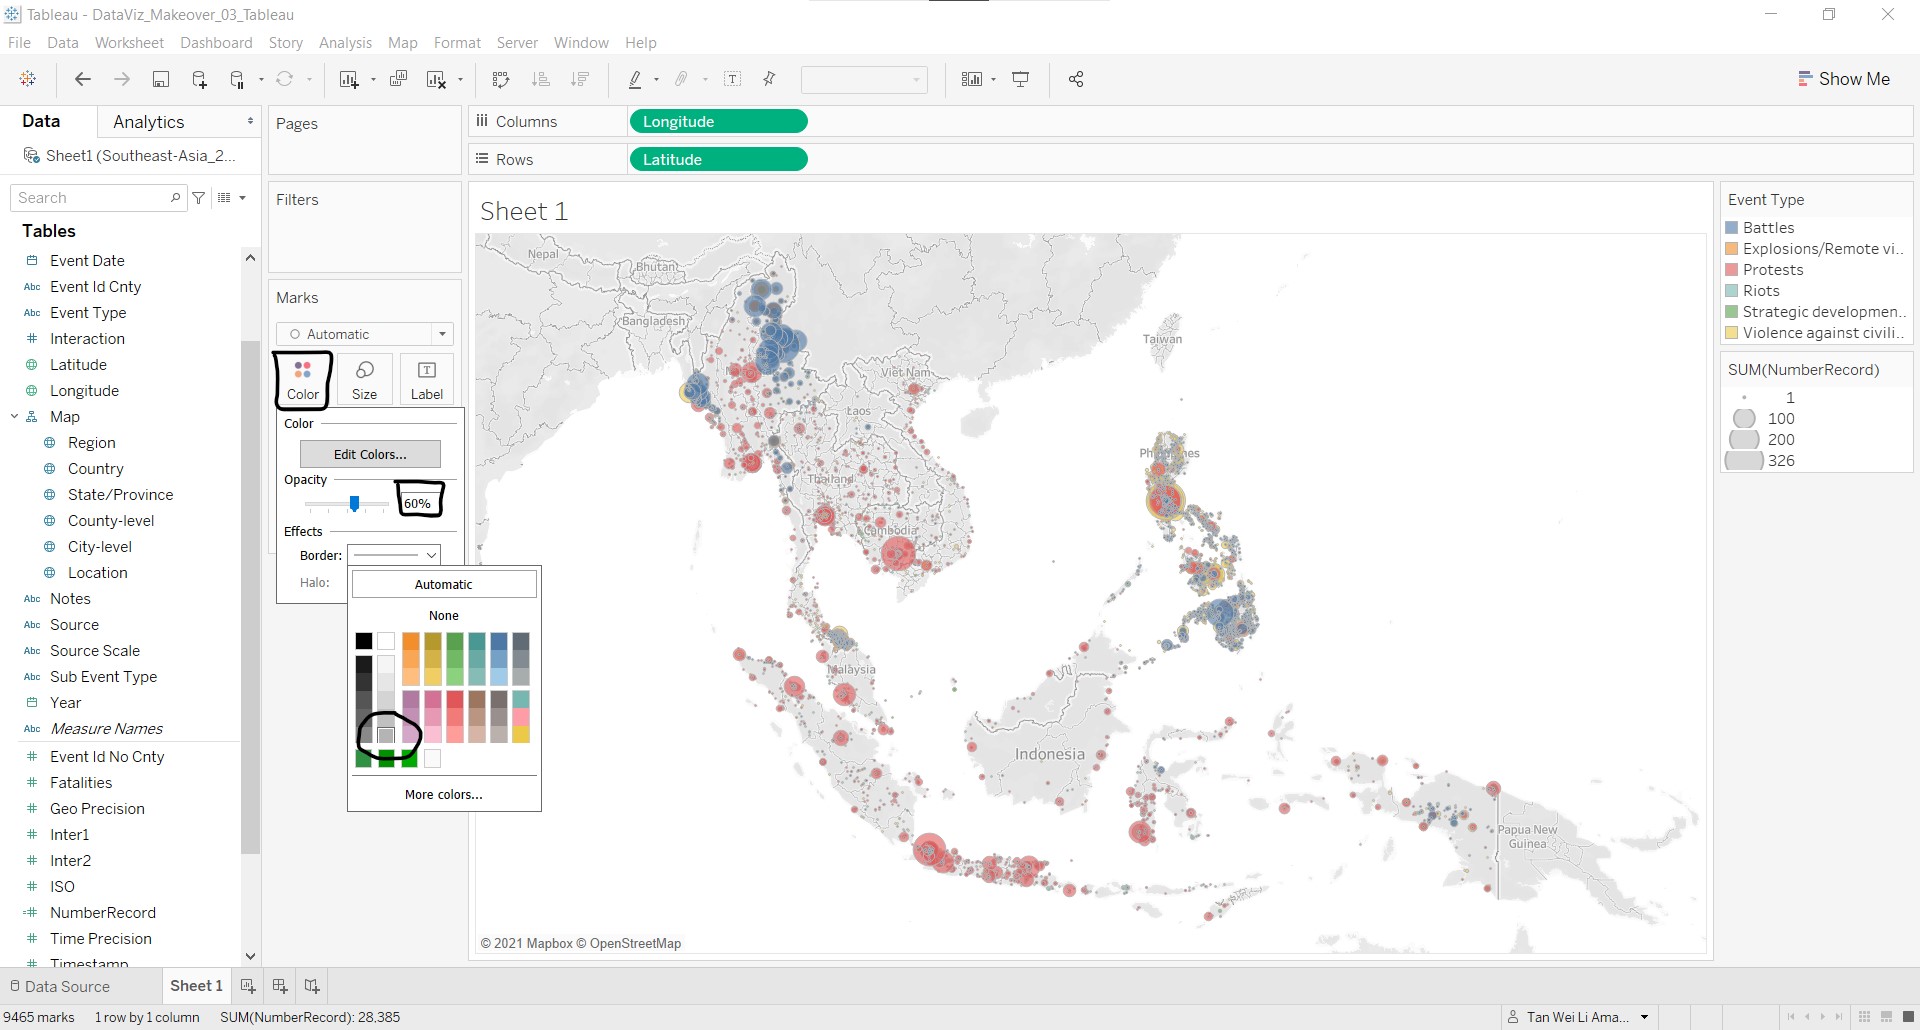 Tableau - DataViz_Makeover_03_Tableau
File Data Worksheet Dashboard Story Analysis Map Format Server Window Help
Show Me
Data Analytics
Sheet1 (Southeast-Asia_2...
Search
Tables
Event Date
Abc Event Id Cnty
Abc Event Type
Interaction
Latitude
Longitude
Map
Region
Country
State/Province
County-level
City-level
Location
Abc Notes
Abc Source
Abc Source Scale
Abc Sub Event Type
Year
Abc Measure Names
Event Id No Cnty
Fatalities
Geo Precision
Inter1
Inter2
ISO
NumberRecord
Time Precision
Timestamp
Pages
Filters
Marks
Automatic
Color Size Label
Color
Edit Colors...
Opacity
60%
Effects
Border:
Halo:
Automatic
None
More colors...
Columns Longitude
Rows Latitude
Sheet 1
Nepal
Bhutan
Bangladesh
Taiwan
Viet Nam
Laos
Philippines
Thailand
Cambodia
Malaysia
Indonesia
Papua New
Guinea
© 2021 Mapbox © OpenStreetMap
Event Type
Battles
Explosions/Remote vi..
Protests
Riots
Strategic developmen..
Violence against civili..
SUM(NumberRecord)
1
100
200
326
Data Source Sheet 1
9465 marks 1 row by 1 column SUM(NumberRecord): 28,385
Tan Wei Li Ama...